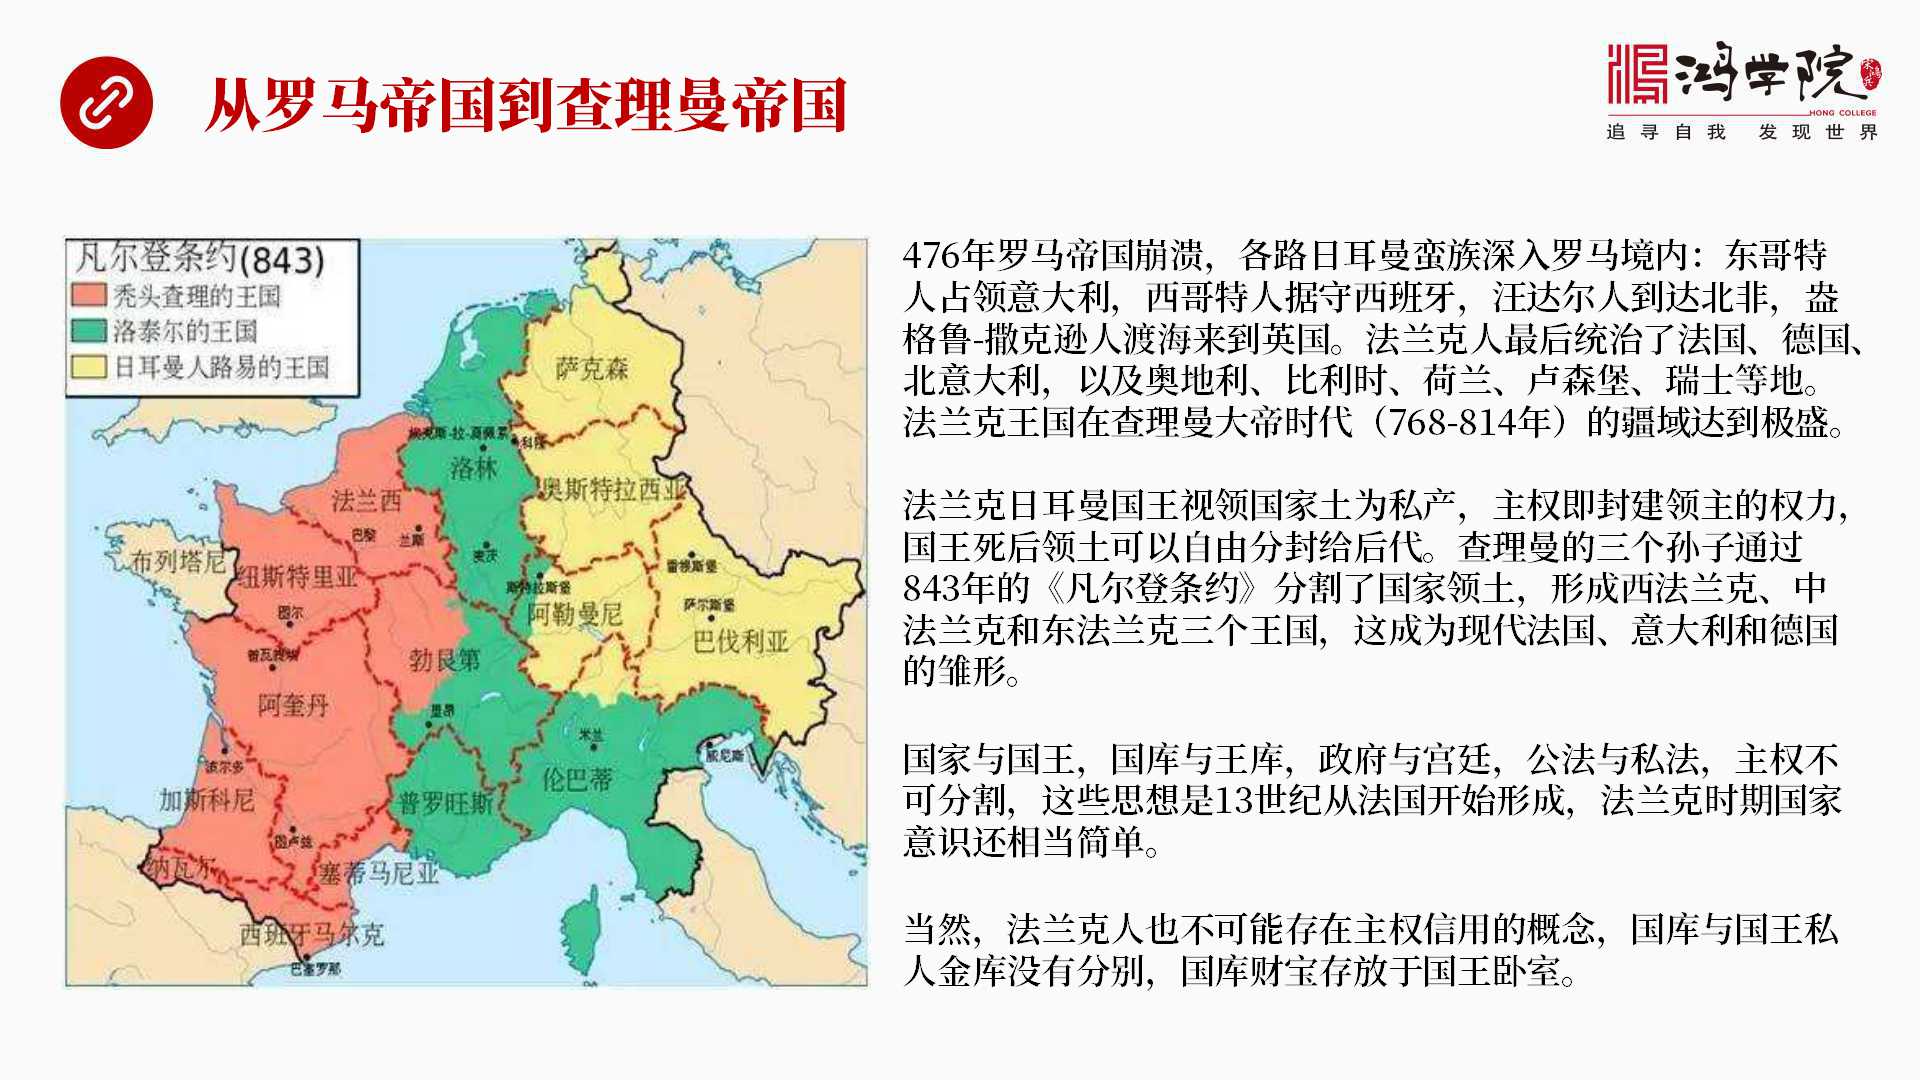 从罗马帝国到查理曼帝国
鸿学院
HONG COLLEGE
追寻自我 发现世界
凡尔登条约(843)
秃头查理的王国
洛泰尔的王国
日耳曼人路易的王国
萨克森
科隆
洛林
奥斯特拉西亚
法兰西
巴黎
兰斯
布列塔尼
纽斯特里亚
雷根斯堡
斯特拉斯堡
阿勒曼尼
萨尔斯堡
巴伐利亚
图尔
勃艮第
阿奎丹
里昂
米兰
威尼斯
波尔多
加斯科尼
普罗旺斯
伦巴蒂
图卢兹
纳瓦尔
塞蒂马尼亚
西班牙马尔克
巴塞罗那
476年罗马帝国崩溃，各路日耳曼蛮族深入罗马境内：东哥特
人占领意大利，西哥特人据守西班牙，汪达尔人到达北非，盎
格鲁-撒克逊人渡海来到英国。法兰克人最后统治了法国、德国、
北意大利，以及奥地利、比利时、荷兰、卢森堡、瑞士等地。
法兰克王国在查理曼大帝时代（768-814年）的疆域达到极盛。
法兰克日耳曼国王视领国家土为私产，主权即封建领主的权力，
国王死后领土可以自由分封给后代。查理曼的三个孙子通过
843年的《凡尔登条约》分割了国家领土，形成西法兰克、中
法兰克和东法兰克三个王国，这成为现代法国、意大利和德国
的雏形。
国家与国王，国库与王库，政府与宫廷，公法与私法，主权不
可分割，这些思想是13世纪从法国开始形成，法兰克时期国家
意识还相当简单。
当然，法兰克人也不可能存在主权信用的概念，国库与国王私
人金库没有分别，国库财宝存放于国王卧室。